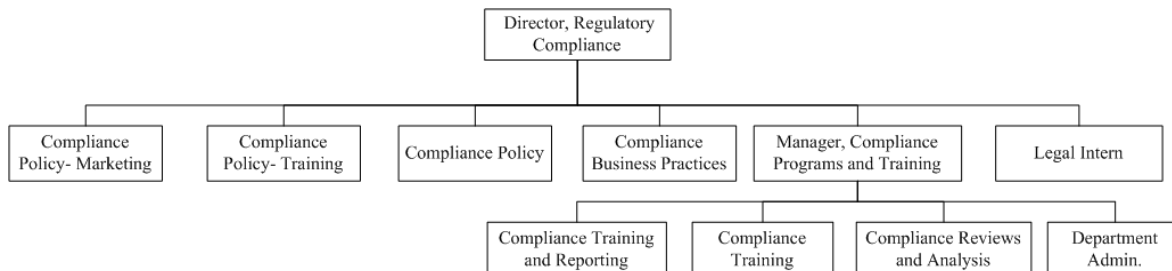 Director, Regulatory
Compliance
Compliance
Policy- Marketing
Compliance
Policy- Training
Compliance Policy
Compliance
Business Practices
Manager, Compliance
Programs and Training
Legal Intern
Compliance Training
and Reporting
Compliance
Training
Compliance Reviews
and Analysis
Department
Admin.